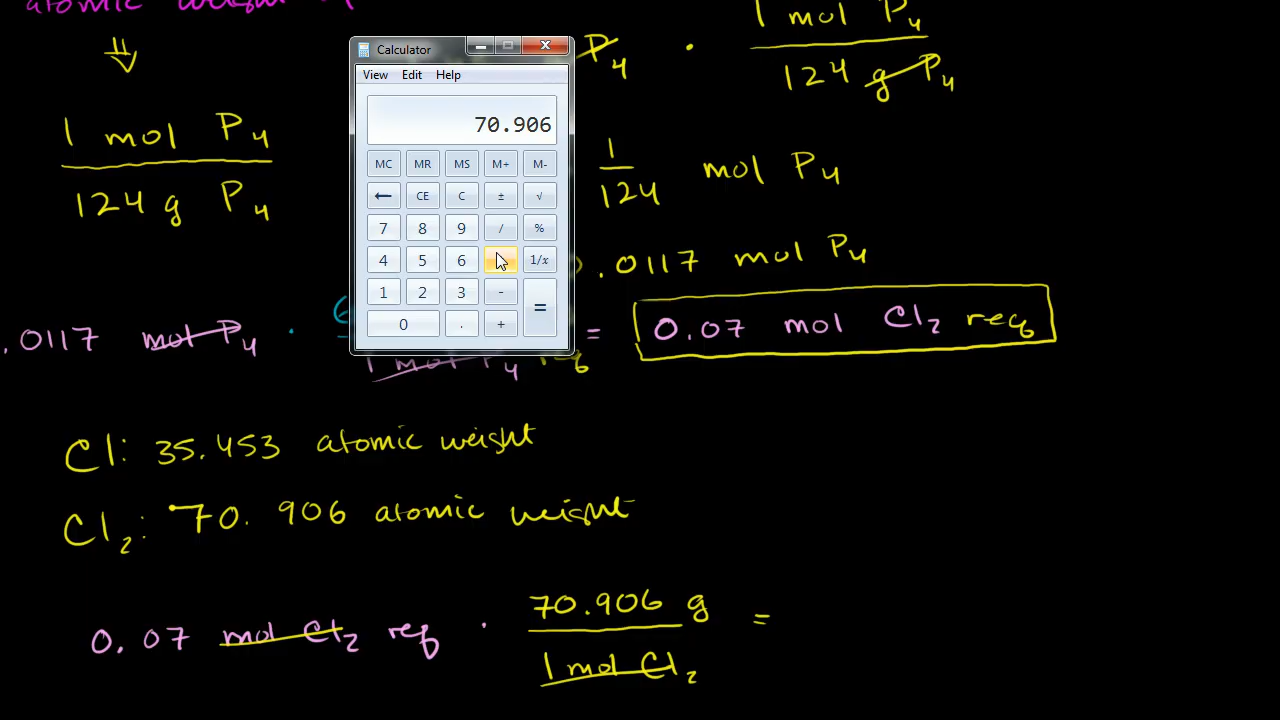 atomic weight
1 mol P4
124 g P4
1 mol P4
124 g P4
P4 ·
1
124
mol P4
.0117 mol P4
Calculator
View Edit Help
70.906
MC MR MS M+ M-
← CE C ± √
7 8 9 / %
4 5 6 1/x
1 2 3 - =
0 . +
.0117 mol P4 ·
1 mol P4
= 0.07 mol Cl2 req
Cl: 35.453 atomic weight
Cl2: 70.906 atomic weight
0.07 mol Cl2 req · 70.906 g =
1 mol Cl2